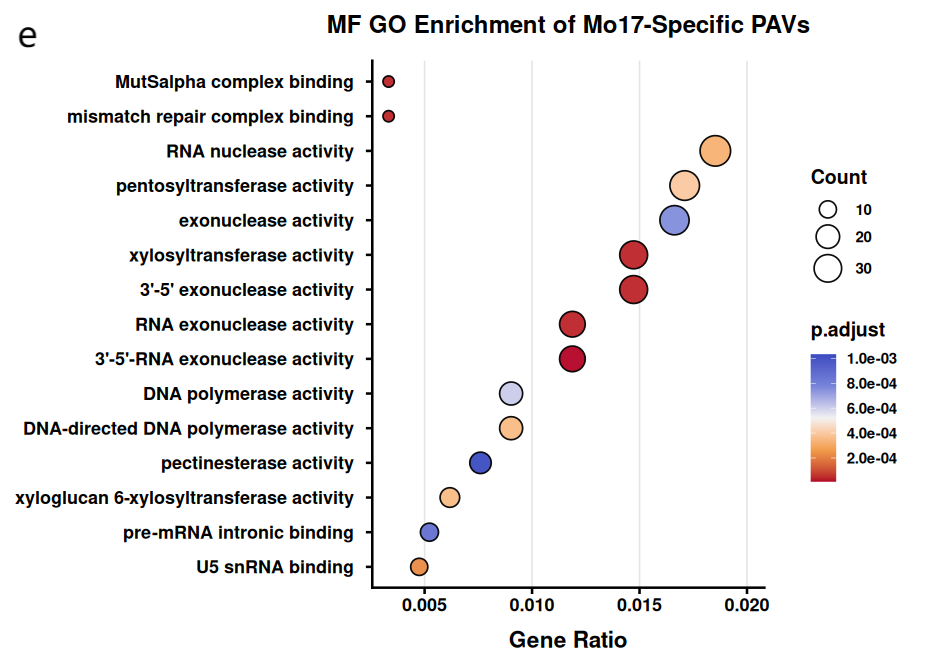 e
MF GO Enrichment of Mo17-Specific PAVs
MutSalpha complex binding
mismatch repair complex binding
RNA nuclease activity
pentosyltransferase activity
exonuclease activity
xylosyltransferase activity
3'-5' exonuclease activity
RNA exonuclease activity
3'-5'-RNA exonuclease activity
DNA polymerase activity
DNA-directed DNA polymerase activity
pectinesterase activity
xyloglucan 6-xylosyltransferase activity
pre-mRNA intronic binding
U5 snRNA binding
0.005 0.010 0.015 0.020
Gene Ratio
Count
10
20
30
p.adjust
1.0e-03
8.0e-04
6.0e-04
4.0e-04
2.0e-04